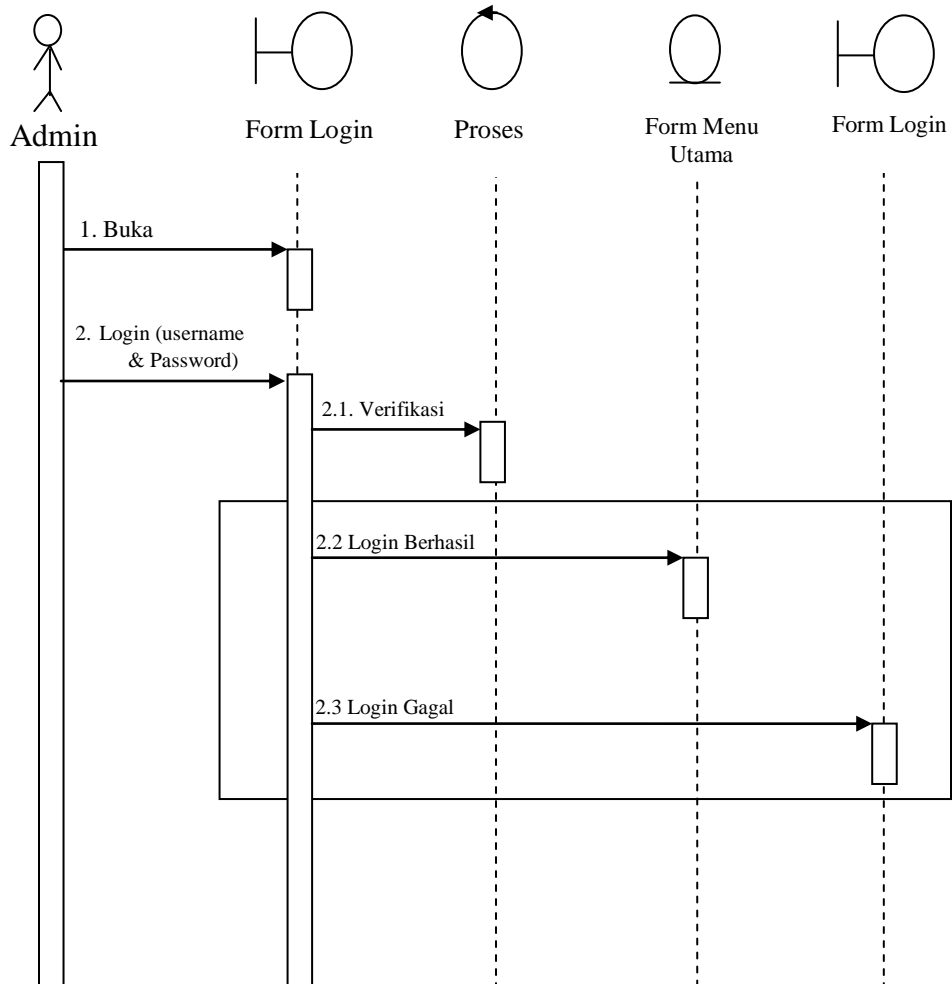 Admin
Form Login
Proses
Form Menu
Utama
Form Login
1. Buka
2. Login (username
& Password)
2.1. Verifikasi
2.2 Login Berhasil
2.3 Login Gagal